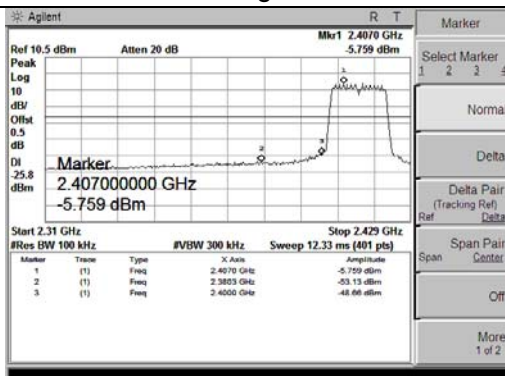 Agilent R T
Mkr1 2.4070 GHz
Ref 10.5 dBm Atten 20 dB -5.759 dBm
Peak
Log
10
dB/
Offst
0.5
dB
DI
-25.8
dBm
1
2
3
Marker
2.407000000 GHz
-5.759 dBm
Start 2.31 GHz Stop 2.429 GHz
#Res BW 100 kHz #VBW 300 kHz Sweep 12.33 ms (401 pts)
Marker Trace Type X Axis Amplitude
1 (1) Freq 2.4070 GHz -5.759 dBm
2 (1) Freq 2.3803 GHz -53.13 dBm
3 (1) Freq 2.4000 GHz -48.66 dBm
Marker
Select Marker
1 2 3 4
Normal
Delta
Delta Pair
(Tracking Ref)
Ref Delta
Span Pair
Span Center
Off
More
1 of 2